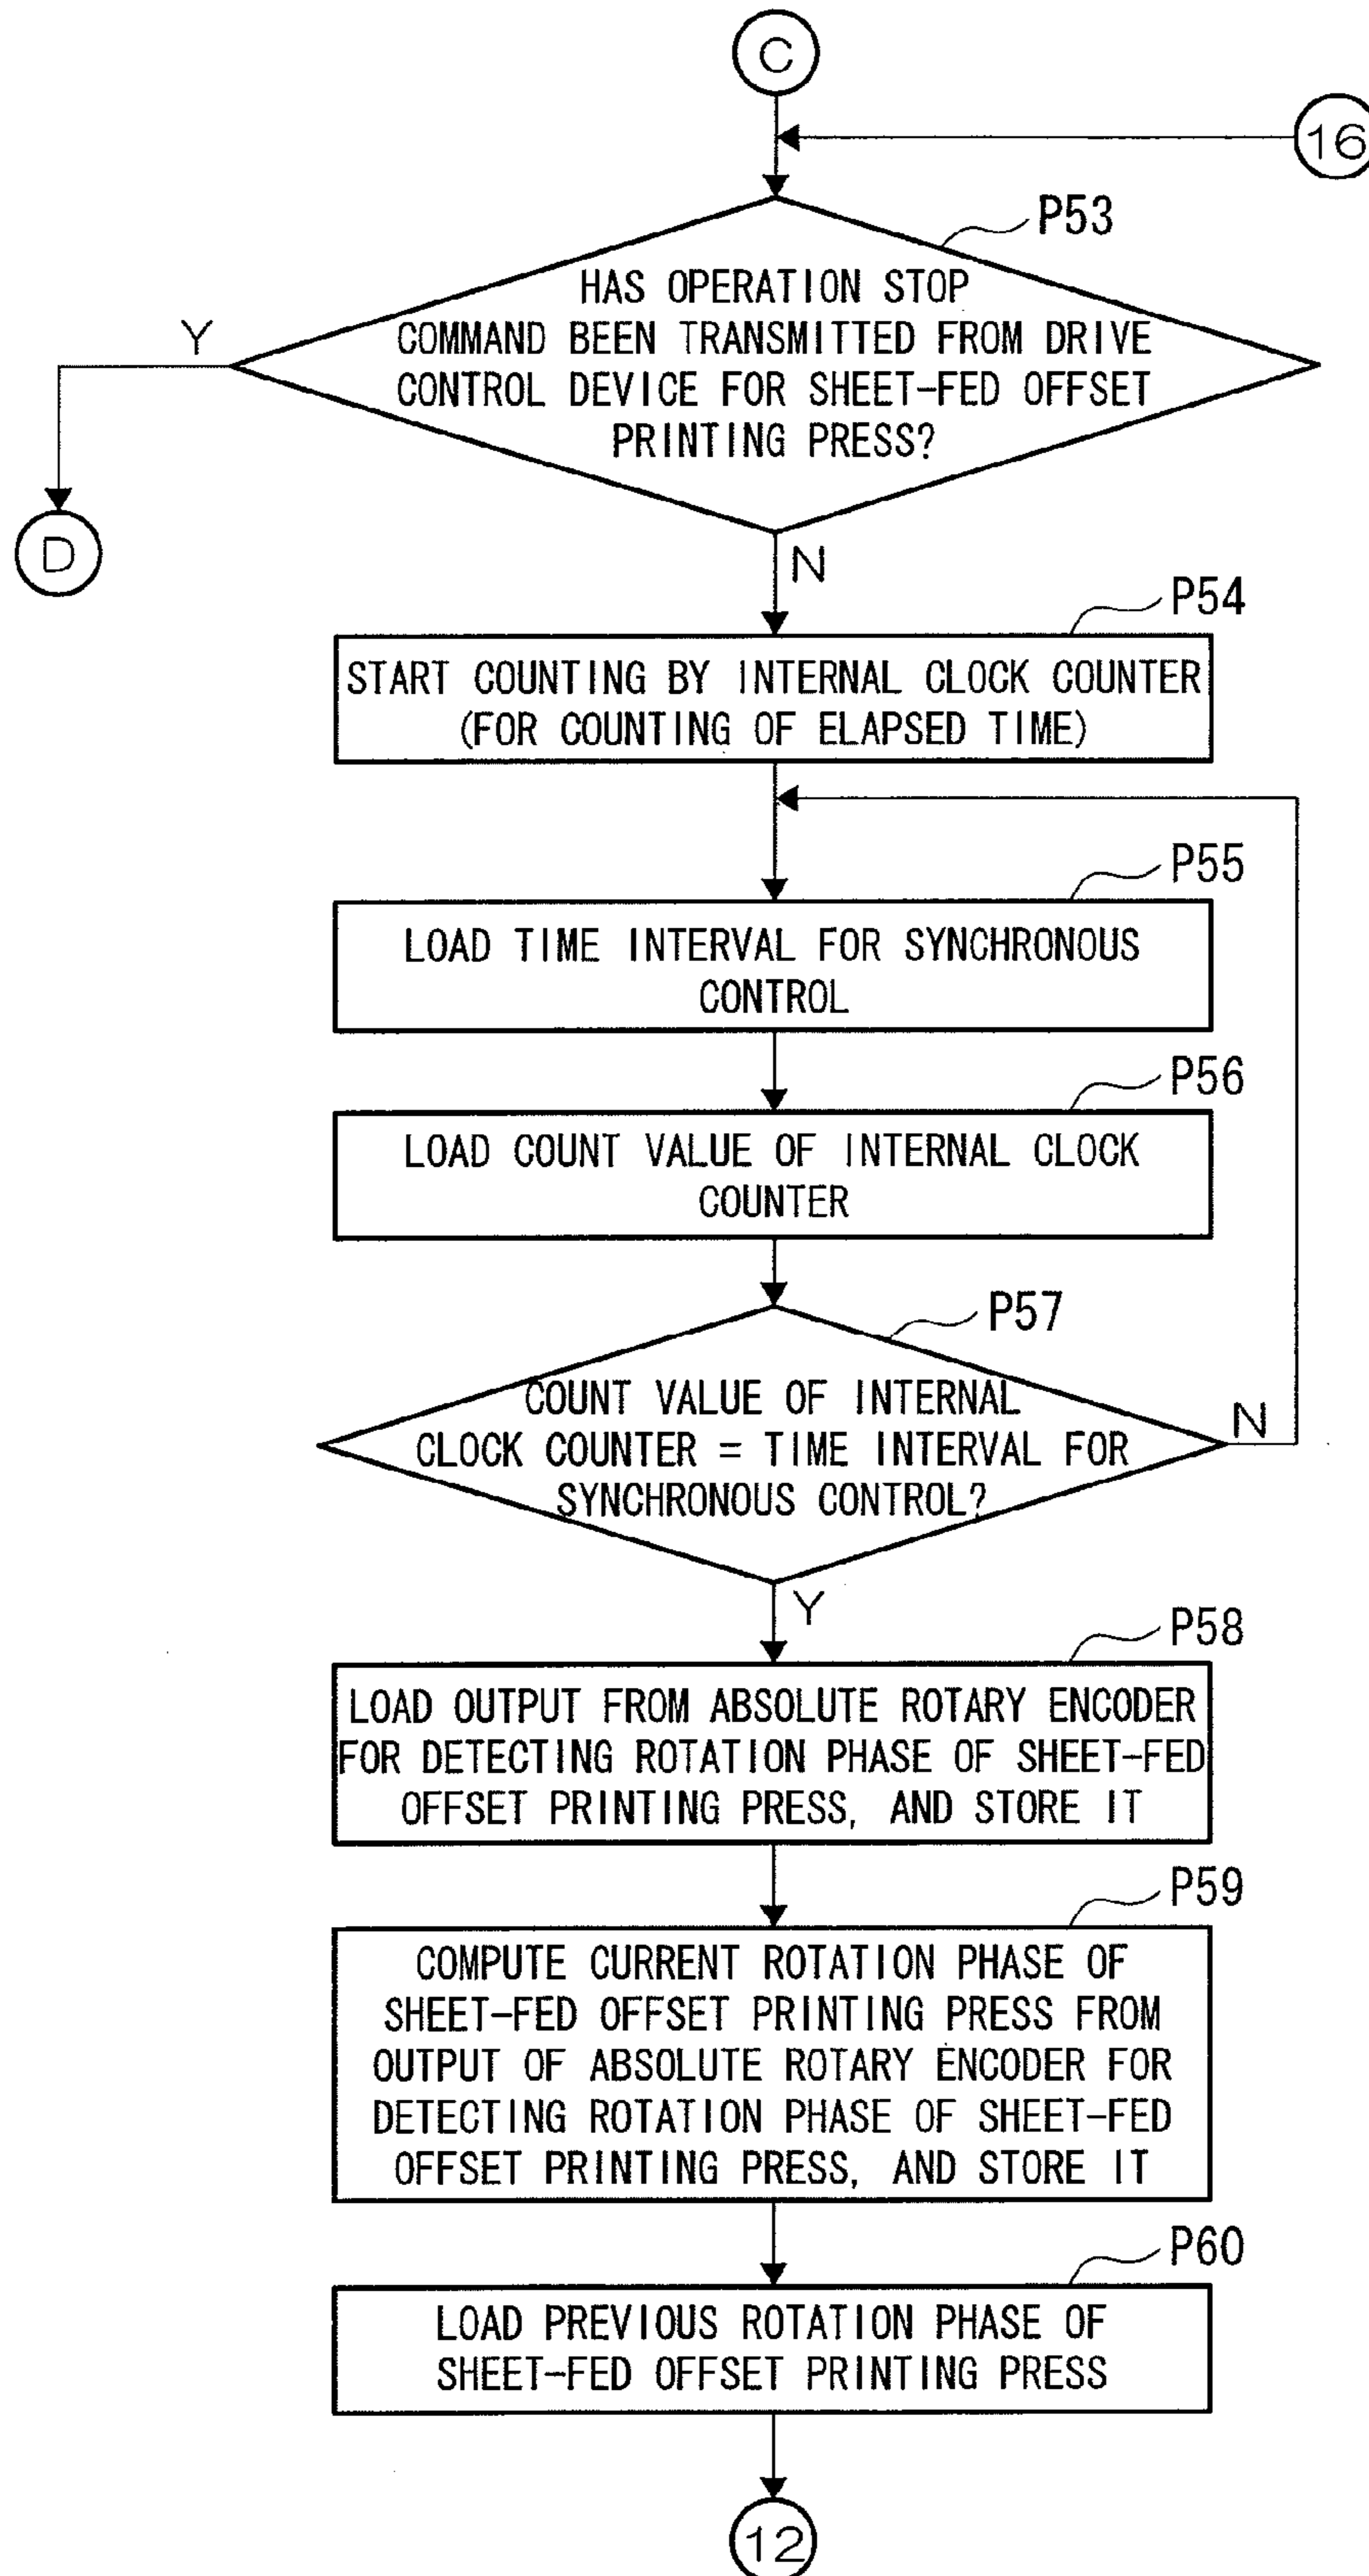 C
16
P53
HAS OPERATION STOP
COMMAND BEEN TRANSMITTED FROM DRIVE
CONTROL DEVICE FOR SHEET-FED OFFSET
PRINTING PRESS?
Y
D
N
P54
START COUNTING BY INTERNAL CLOCK COUNTER
(FOR COUNTING OF ELAPSED TIME)
P55
LOAD TIME INTERVAL FOR SYNCHRONOUS
CONTROL
P56
LOAD COUNT VALUE OF INTERNAL CLOCK
COUNTER
P57
COUNT VALUE OF INTERNAL
CLOCK COUNTER = TIME INTERVAL FOR
SYNCHRONOUS CONTROL?
N
Y
P58
LOAD OUTPUT FROM ABSOLUTE ROTARY ENCODER
FOR DETECTING ROTATION PHASE OF SHEET-FED
OFFSET PRINTING PRESS, AND STORE IT
P59
COMPUTE CURRENT ROTATION PHASE OF
SHEET-FED OFFSET PRINTING PRESS FROM
OUTPUT OF ABSOLUTE ROTARY ENCODER FOR
DETECTING ROTATION PHASE OF SHEET-FED
OFFSET PRINTING PRESS, AND STORE IT
P60
LOAD PREVIOUS ROTATION PHASE OF
SHEET-FED OFFSET PRINTING PRESS
12